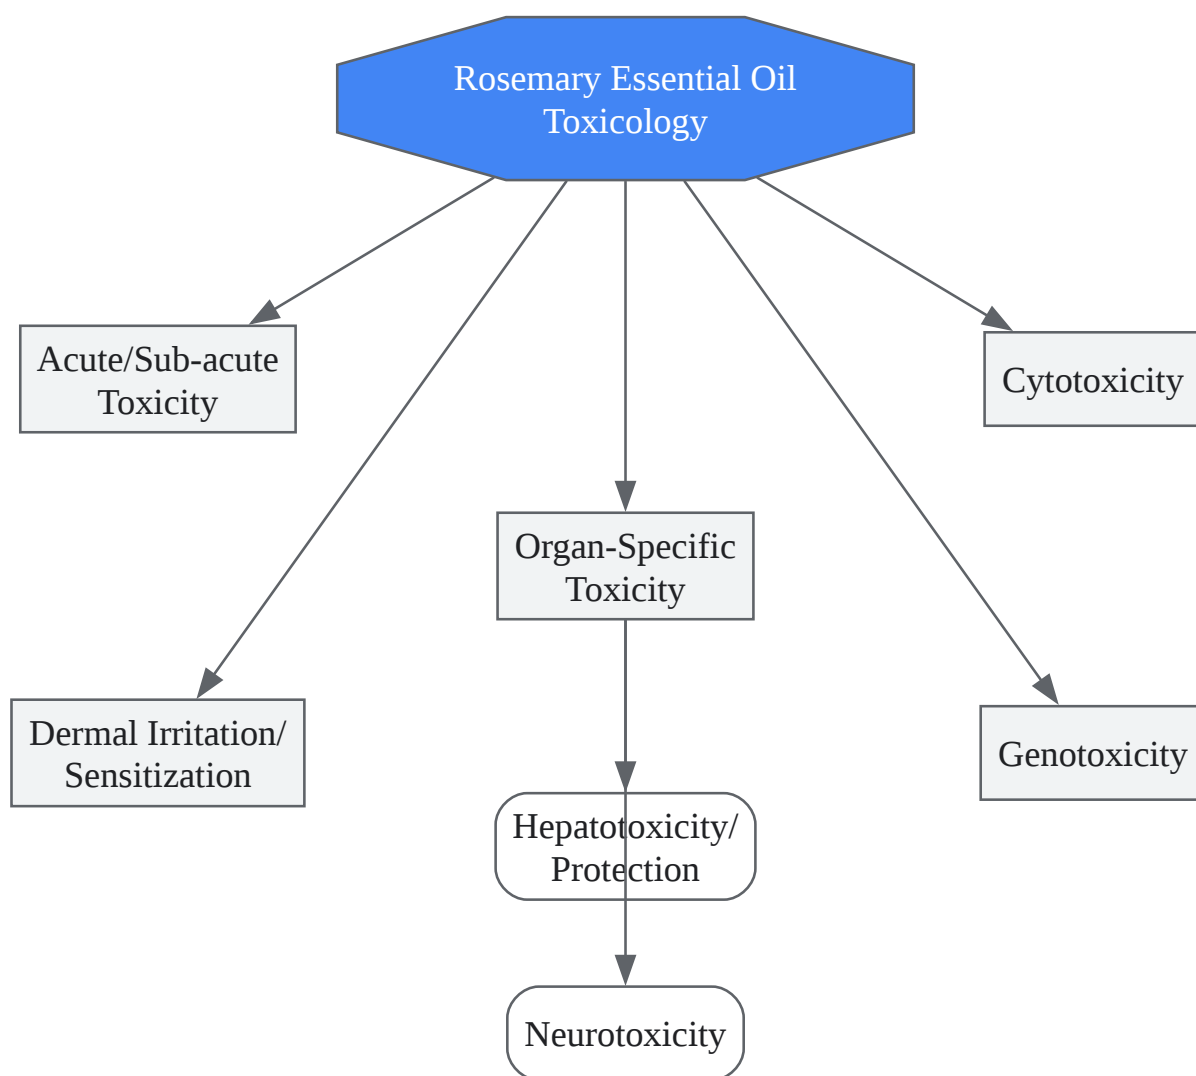 Rosemary Essential Oil
Toxicology
Acute/Sub-acute
Toxicity
Cytotoxicity
Organ-Specific
Toxicity
Dermal Irritation/
Sensitization
Genotoxicity
Hepatotoxicity/
Protection
Neurotoxicity